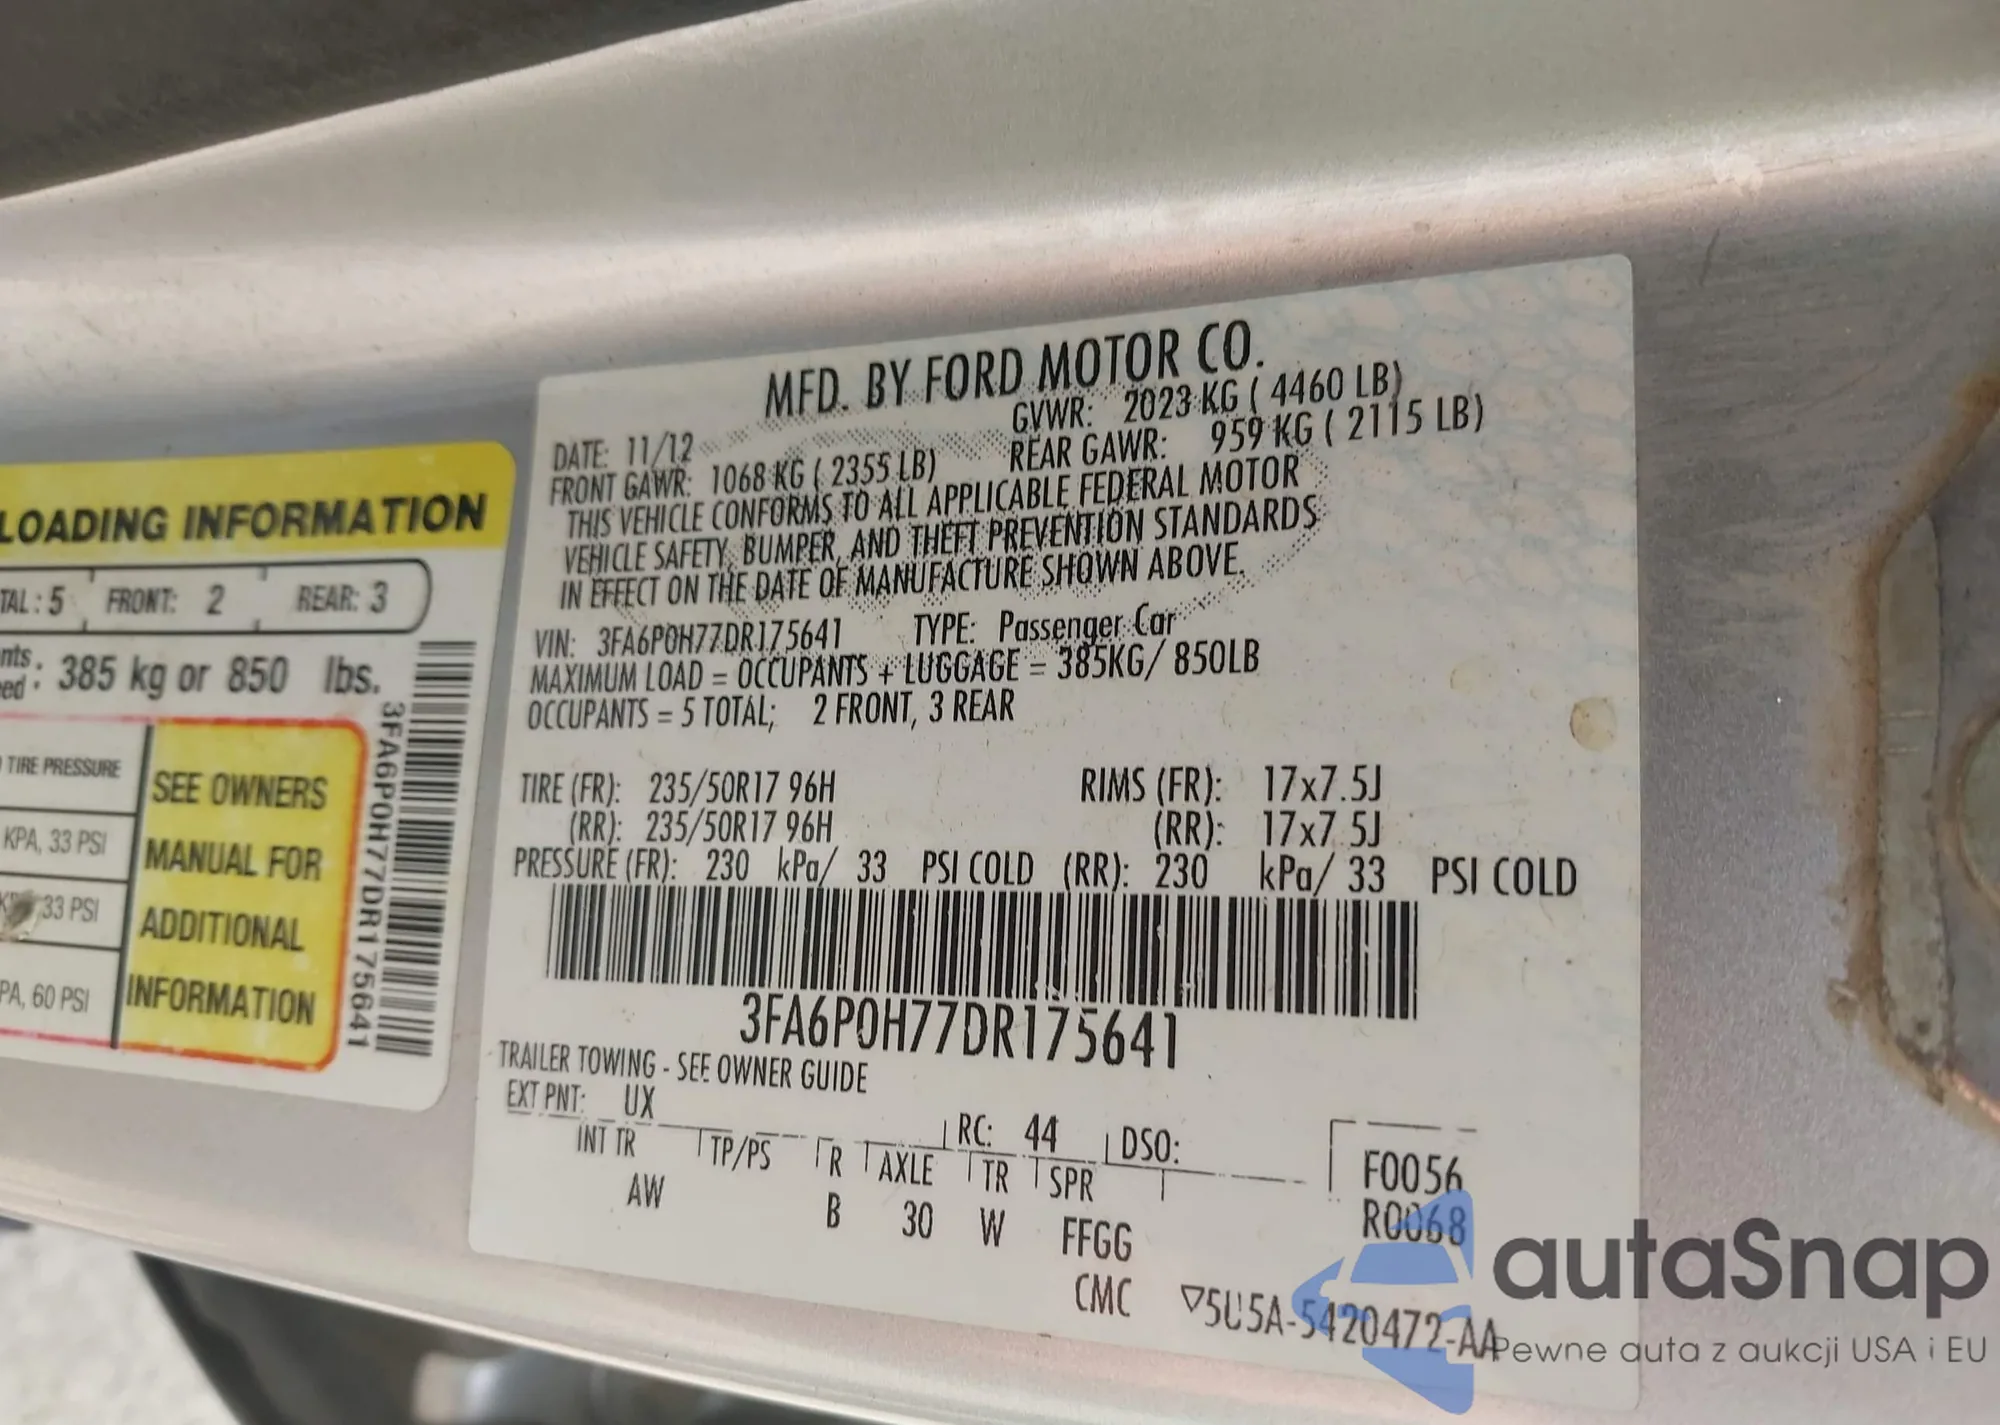 LOADING INFORMATION
TAL: 5 FRONT: 2 REAR: 3
385 kg or 850 lbs.
TIRE PRESSURE
KPA, 33 PSI
33 PSI
PA, 60 PSI
SEE OWNERS
MANUAL FOR
ADDITIONAL
INFORMATION
3FA6P0H77DR175641
MFD. BY FORD MOTOR CO.
DATE: 11/12 GVWR: 2023 KG ( 4460 LB)
FRONT GAWR: 1068 KG ( 2355 LB) REAR GAWR: 959 KG ( 2115 LB)
THIS VEHICLE CONFORMS TO ALL APPLICABLE FEDERAL MOTOR
VEHICLE SAFETY, BUMPER, AND THEFT PREVENTION STANDARDS
IN EFFECT ON THE DATE OF MANUFACTURE SHOWN ABOVE.
VIN: 3FA6P0H77DR175641 TYPE: Passenger Car
MAXIMUM LOAD = OCCUPANTS + LUGGAGE = 385KG/ 850LB
OCCUPANTS = 5 TOTAL; 2 FRONT, 3 REAR
TIRE (FR): 235/50R17 96H RIMS (FR): 17x7.5J
(RR): 235/50R17 96H (RR): 17x7.5J
PRESSURE (FR): 230 kPa/ 33 PSI COLD (RR): 230 kPa/ 33 PSI COLD
3FA6P0H77DR175641
TRAILER TOWING - SEE OWNER GUIDE
EXT PNT: UX RC: 44 DSO:
INT TR TP/PS R AXLE TR SPR F0056
AW B 30 W FFGG R0068
CMC ▽5U5A-5420472-AA
autaSnap
Pewne auta z aukcji USA i EU